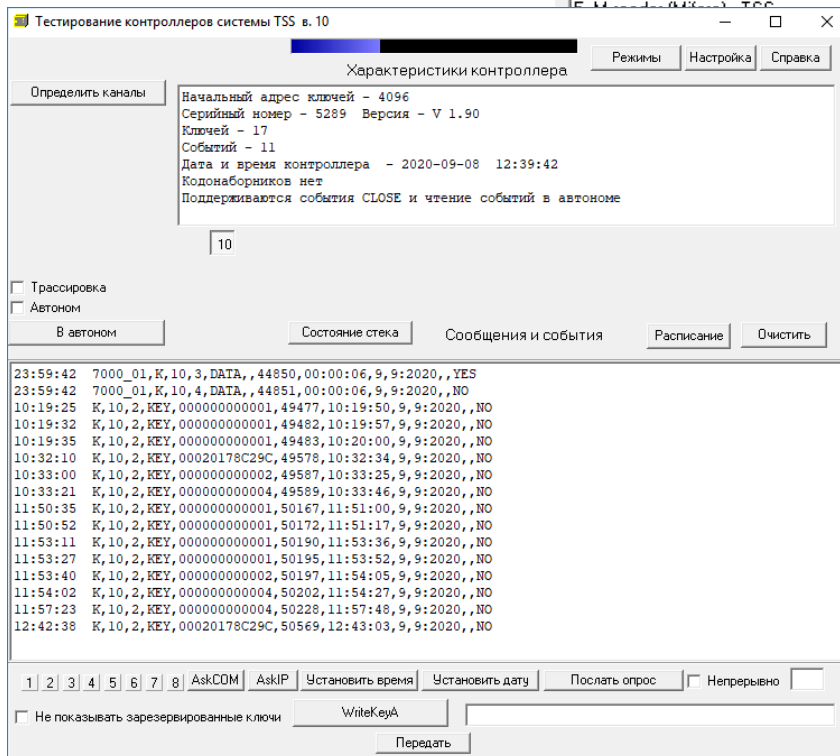 Тестирование контроллеров системы TSS в. 10
Режимы Настройка Справка
Характеристики контроллера
Определить каналы
Начальный адрес ключей - 4096
Серийный номер - 5289 Версия - V 1.90
Ключей - 17
Событий - 11
Дата и время контроллера - 2020-09-08 12:39:42
Кодонаборников нет
Поддерживаются события CLOSE и чтение событий в автономе
10
Трассировка
Автоном
В автоном Состояние стека Сообщения и события Расписание Очистить
23:59:42 7000_01,K,10,3,DATA,,44850,00:00:06,9,9:2020,,YES
23:59:42 7000_01,K,10,4,DATA,,44851,00:00:06,9,9:2020,,NO
10:19:25 K,10,2,KEY,000000000001,49477,10:19:50,9,9:2020,,NO
10:19:32 K,10,2,KEY,000000000001,49482,10:19:57,9,9:2020,,NO
10:19:35 K,10,2,KEY,000000000001,49483,10:20:00,9,9:2020,,NO
10:32:10 K,10,2,KEY,00020178C29C,49578,10:32:34,9,9:2020,,NO
10:33:00 K,10,2,KEY,000000000002,49587,10:33:25,9,9:2020,,NO
10:33:21 K,10,2,KEY,000000000004,49589,10:33:46,9,9:2020,,NO
11:50:35 K,10,2,KEY,000000000001,50167,11:51:00,9,9:2020,,NO
11:50:52 K,10,2,KEY,000000000001,50172,11:51:17,9,9:2020,,NO
11:53:11 K,10,2,KEY,000000000001,50190,11:53:36,9,9:2020,,NO
11:53:27 K,10,2,KEY,000000000001,50195,11:53:52,9,9:2020,,NO
11:53:40 K,10,2,KEY,000000000002,50197,11:54:05,9,9:2020,,NO
11:54:02 K,10,2,KEY,000000000004,50202,11:54:27,9,9:2020,,NO
11:57:23 K,10,2,KEY,000000000004,50228,11:57:48,9,9:2020,,NO
12:42:38 K,10,2,KEY,00020178C29C,50569,12:43:03,9,9:2020,,NO
1 2 3 4 5 6 7 8 AskCOM AskIP Установить время Установить дату Послать опрос Непрерывно
Не показывать зарезервированные ключи WriteKeyA
Передать